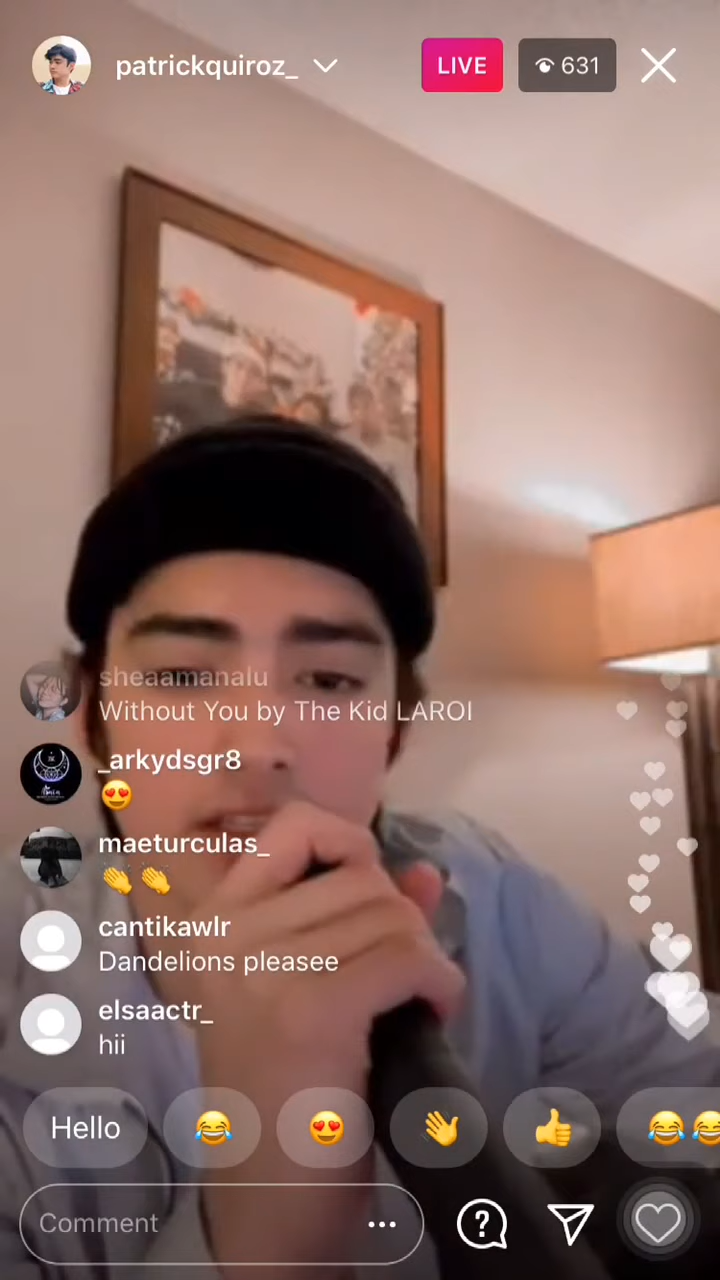 patrickquiroz_
LIVE
631
sheaamanalu
Without You by The Kid LAROI
_arkydsgr8
😍
maeturculas_
👏 👏
cantikawlr
Dandelions pleasee
elsaactr_
hii
Hello 😂 😍 👋 👍 😂😂
Comment